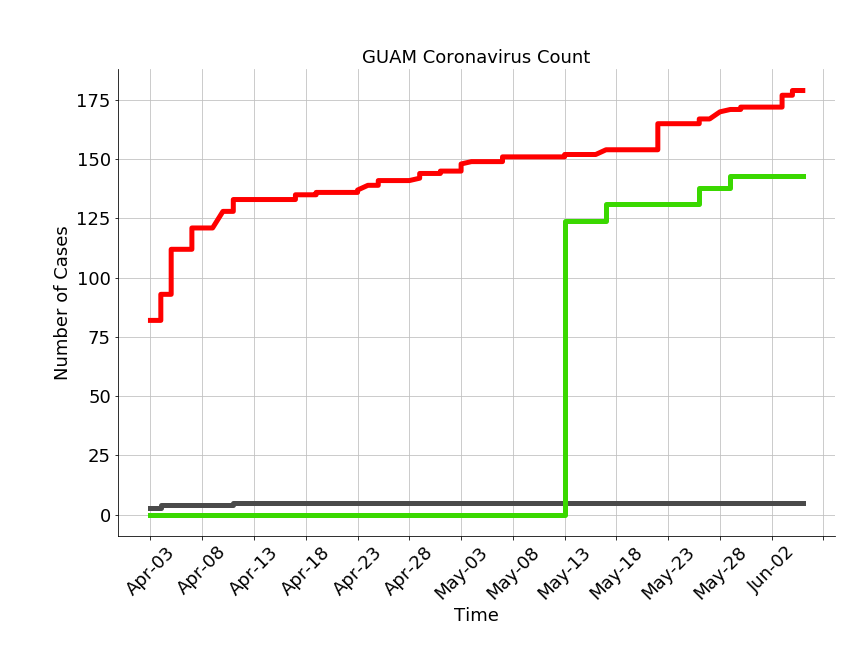 GUAM Coronavirus Count
Number of Cases
175
150
125
100
75
50
25
0
Apr-03
Apr-08
Apr-13
Apr-18
Apr-23
Apr-28
May-03
May-08
May-13
May-18
May-23
May-28
Jun-02
Time